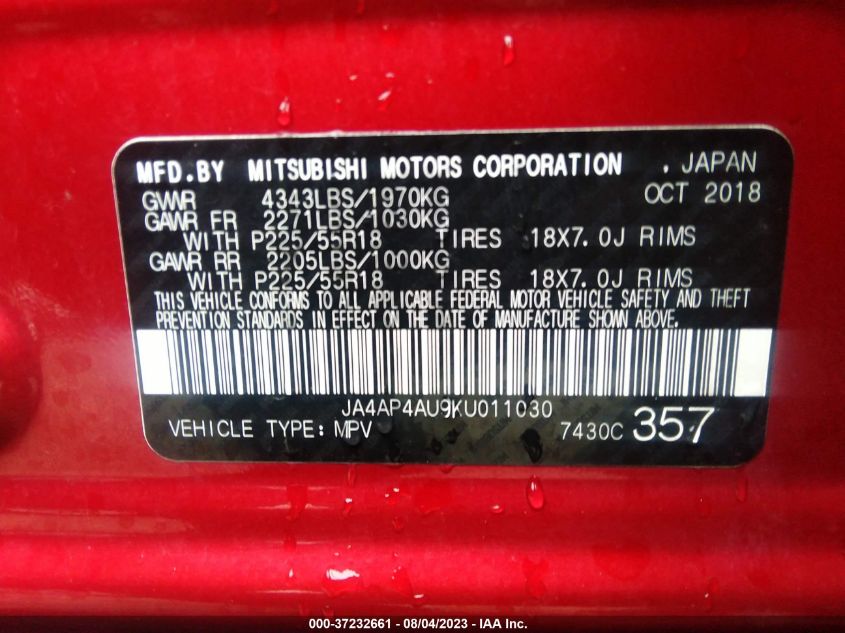 MFD.BY MITSUBISHI MOTORS CORPORATION . JAPAN
GVWR 4343LBS/1970KG OCT 2018
GAWR FR 2271LBS/1030KG
WITH P225/55R18 TIRES 18X7.0J RIMS
GAWR RR 2205LBS/1000KG
WITH P225/55R18 TIRES 18X7.0J RIMS
THIS VEHICLE CONFORMS TO ALL APPLICABLE FEDERAL MOTOR VEHICLE SAFETY AND THEFT
PREVENTION STANDARDS IN EFFECT ON THE DATE OF MANUFACTURE SHOWN ABOVE.
JA4AP4AU9KU011030
VEHICLE TYPE: MPV 7430C 357
000-37232661 - 08/04/2023 - IAA Inc.